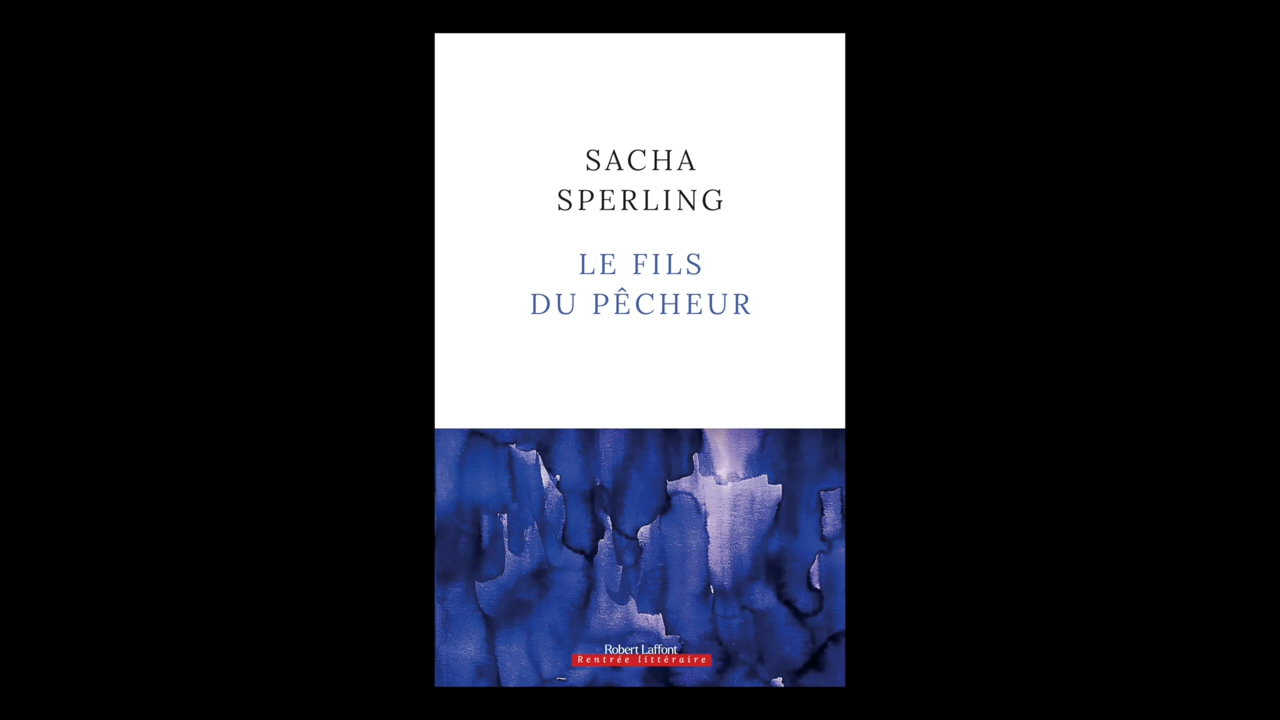 SACHA
SPERLING
LE FILS
DU PÊCHEUR
Robert Laffont
Rentrée littéraire